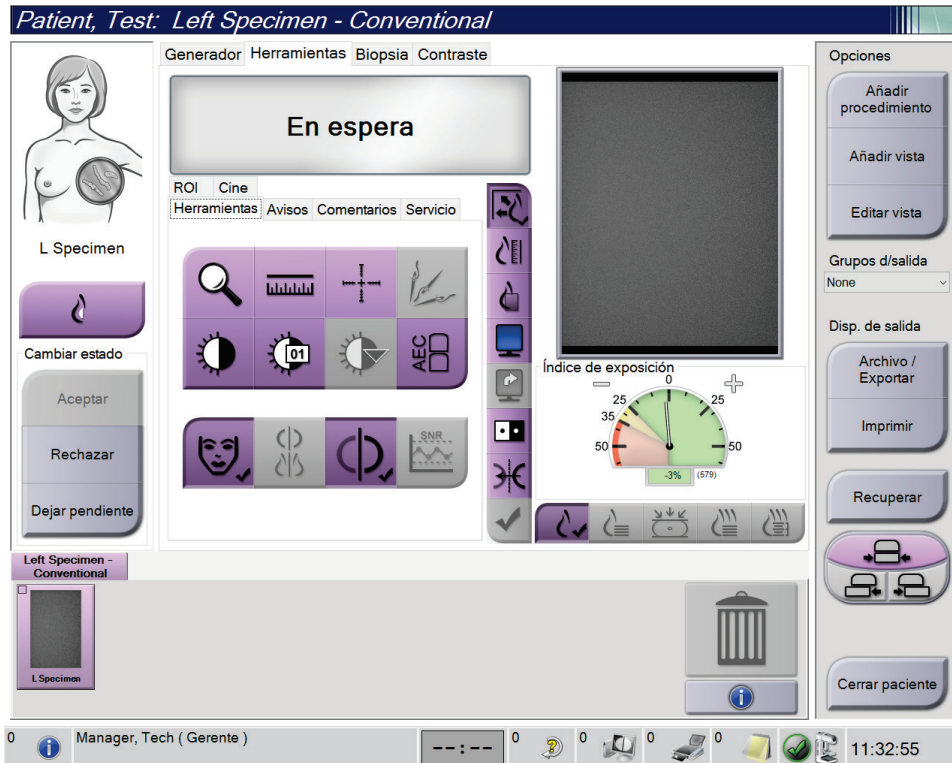 Patient, Test:  Left Specimen - Conventional
Generador Herramientas Biopsia Contraste
En espera
ROI Cine
Herramientas Avisos Comentarios Servicio
01
AEC
SNR
L Specimen
Cambiar estado
Aceptar
Rechazar
Dejar pendiente
Índice de exposición
0
25 25
35
50 50
-3% (579)
Opciones
Añadir
procedimiento
Añadir vista
Editar vista
Grupos d/salida
None
Disp. de salida
Archivo /
Exportar
Imprimir
Recuperar
Cerrar paciente
Left Specimen -
Conventional
L Specimen
0 Manager, Tech ( Gerente ) --:-- 0 0 0 0 11:32:55